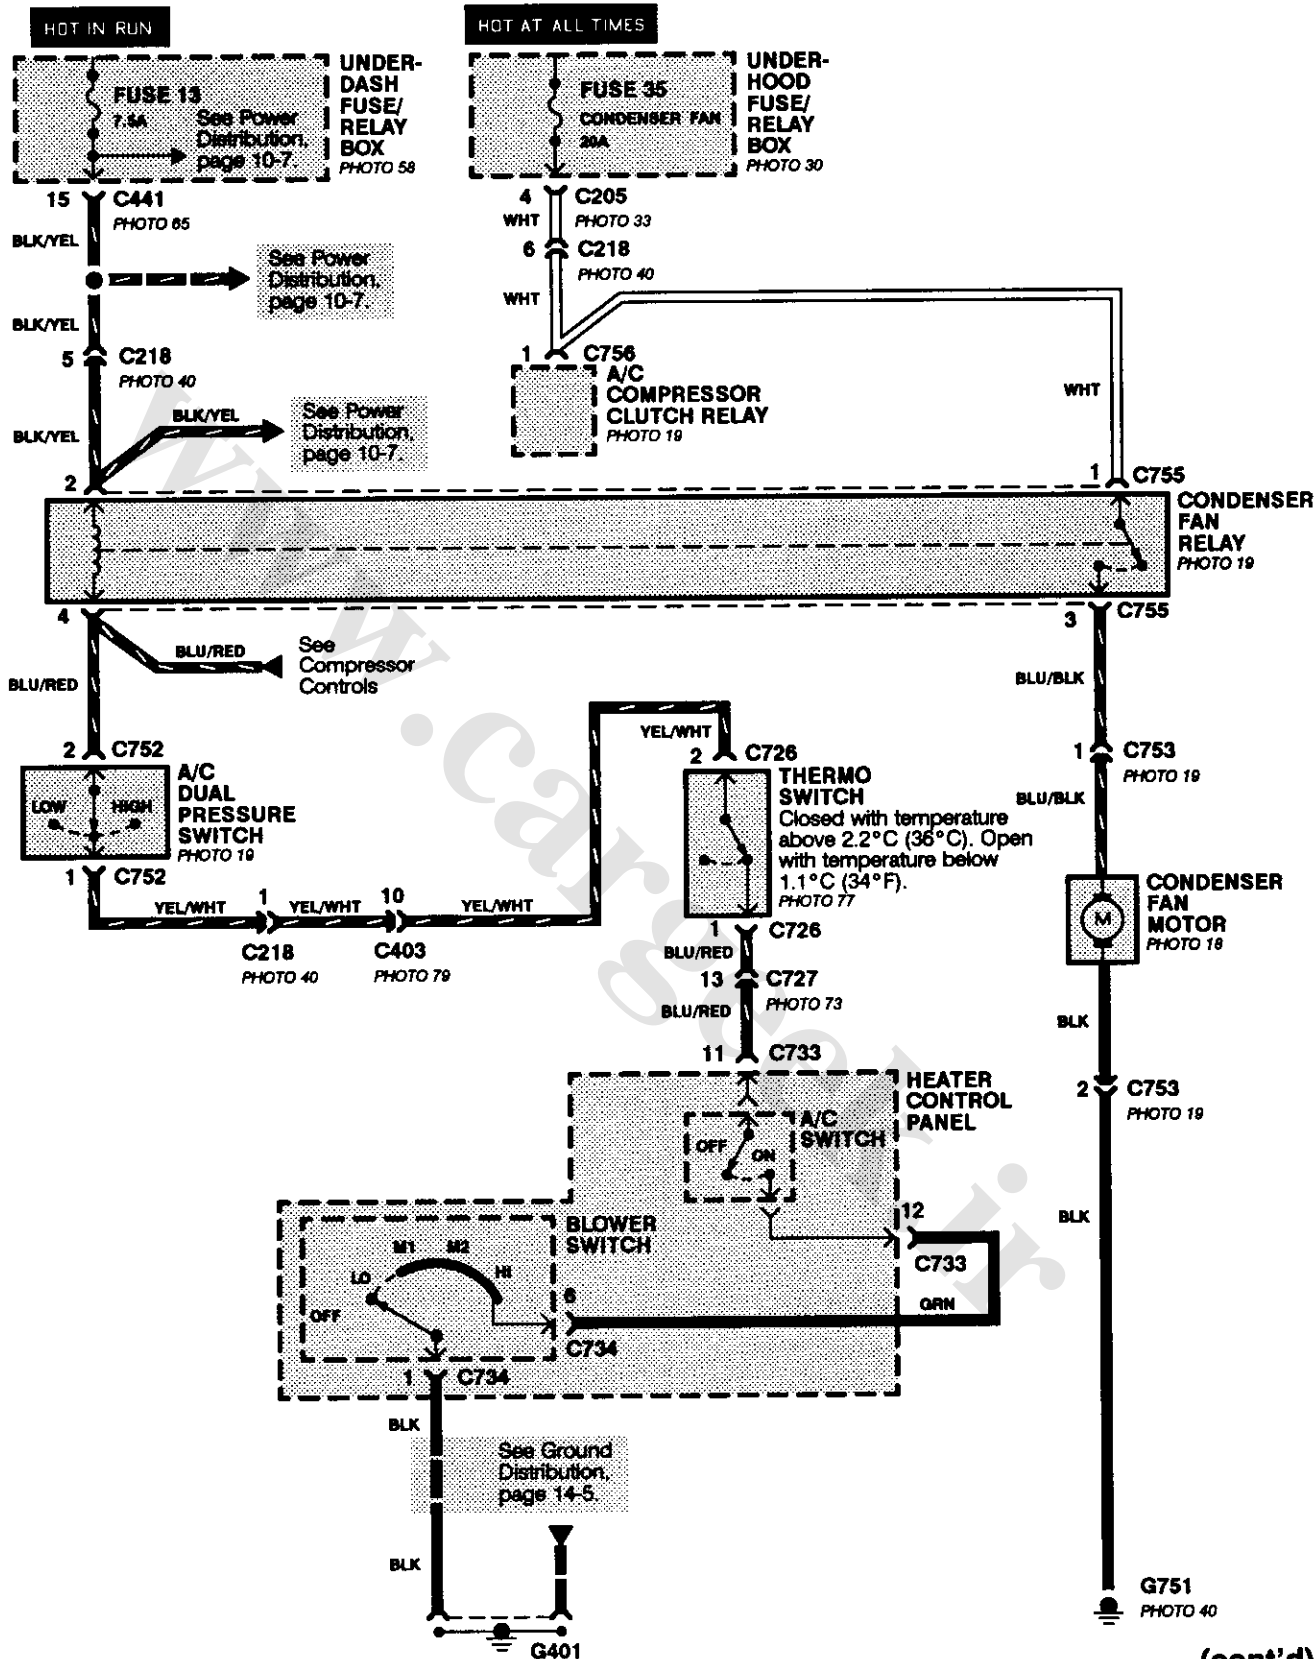 HOT IN RUN
HOT AT ALL TIMES
FUSE 13
7.5A
See Power
Distribution,
page 10-7.
UNDER-
DASH
FUSE/
RELAY
BOX
PHOTO 58
FUSE 35
CONDENSER FAN
20A
UNDER-
HOOD
FUSE/
RELAY
BOX
PHOTO 30
15 C441
PHOTO 65
BLK/YEL
See Power
Distribution,
page 10-7.
BLK/YEL
5 C218
PHOTO 40
BLK/YEL
BLK/YEL
See Power
Distribution,
page 10-7.
4 C205
WHT PHOTO 33
6 C218
PHOTO 40
WHT
1 C756
A/C
COMPRESSOR
CLUTCH RELAY
PHOTO 19
WHT
2
1 C755
CONDENSER
FAN
RELAY
PHOTO 19
4
3 C755
BLU/RED
See
Compressor
Controls
BLU/RED
BLU/BLK
2 C752
A/C
DUAL
PRESSURE
SWITCH
PHOTO 19
LOW HIGH
1 C752
YEL/WHT
1
C218
PHOTO 40
YEL/WHT
10
C403
PHOTO 79
YEL/WHT
YEL/WHT
2 C726
THERMO
SWITCH
Closed with temperature
above 2.2°C (36°C). Open
with temperature below
1.1°C (34°F).
PHOTO 77
1 C726
BLU/RED
13 C727
PHOTO 73
BLU/RED
11 C733
1 C753
PHOTO 19
BLU/BLK
CONDENSER
FAN
MOTOR
PHOTO 18
M
BLK
2 C753
PHOTO 19
BLK
HEATER
CONTROL
PANEL
A/C
SWITCH
OFF ON
12
C733
BLOWER
SWITCH
M1 M2
LO HI
OFF
6
C734
GRN
1 C734
BLK
See Ground
Distribution,
page 14-5.
BLK
G401
G751
PHOTO 40
(cont'd)
www.cargeek.ir